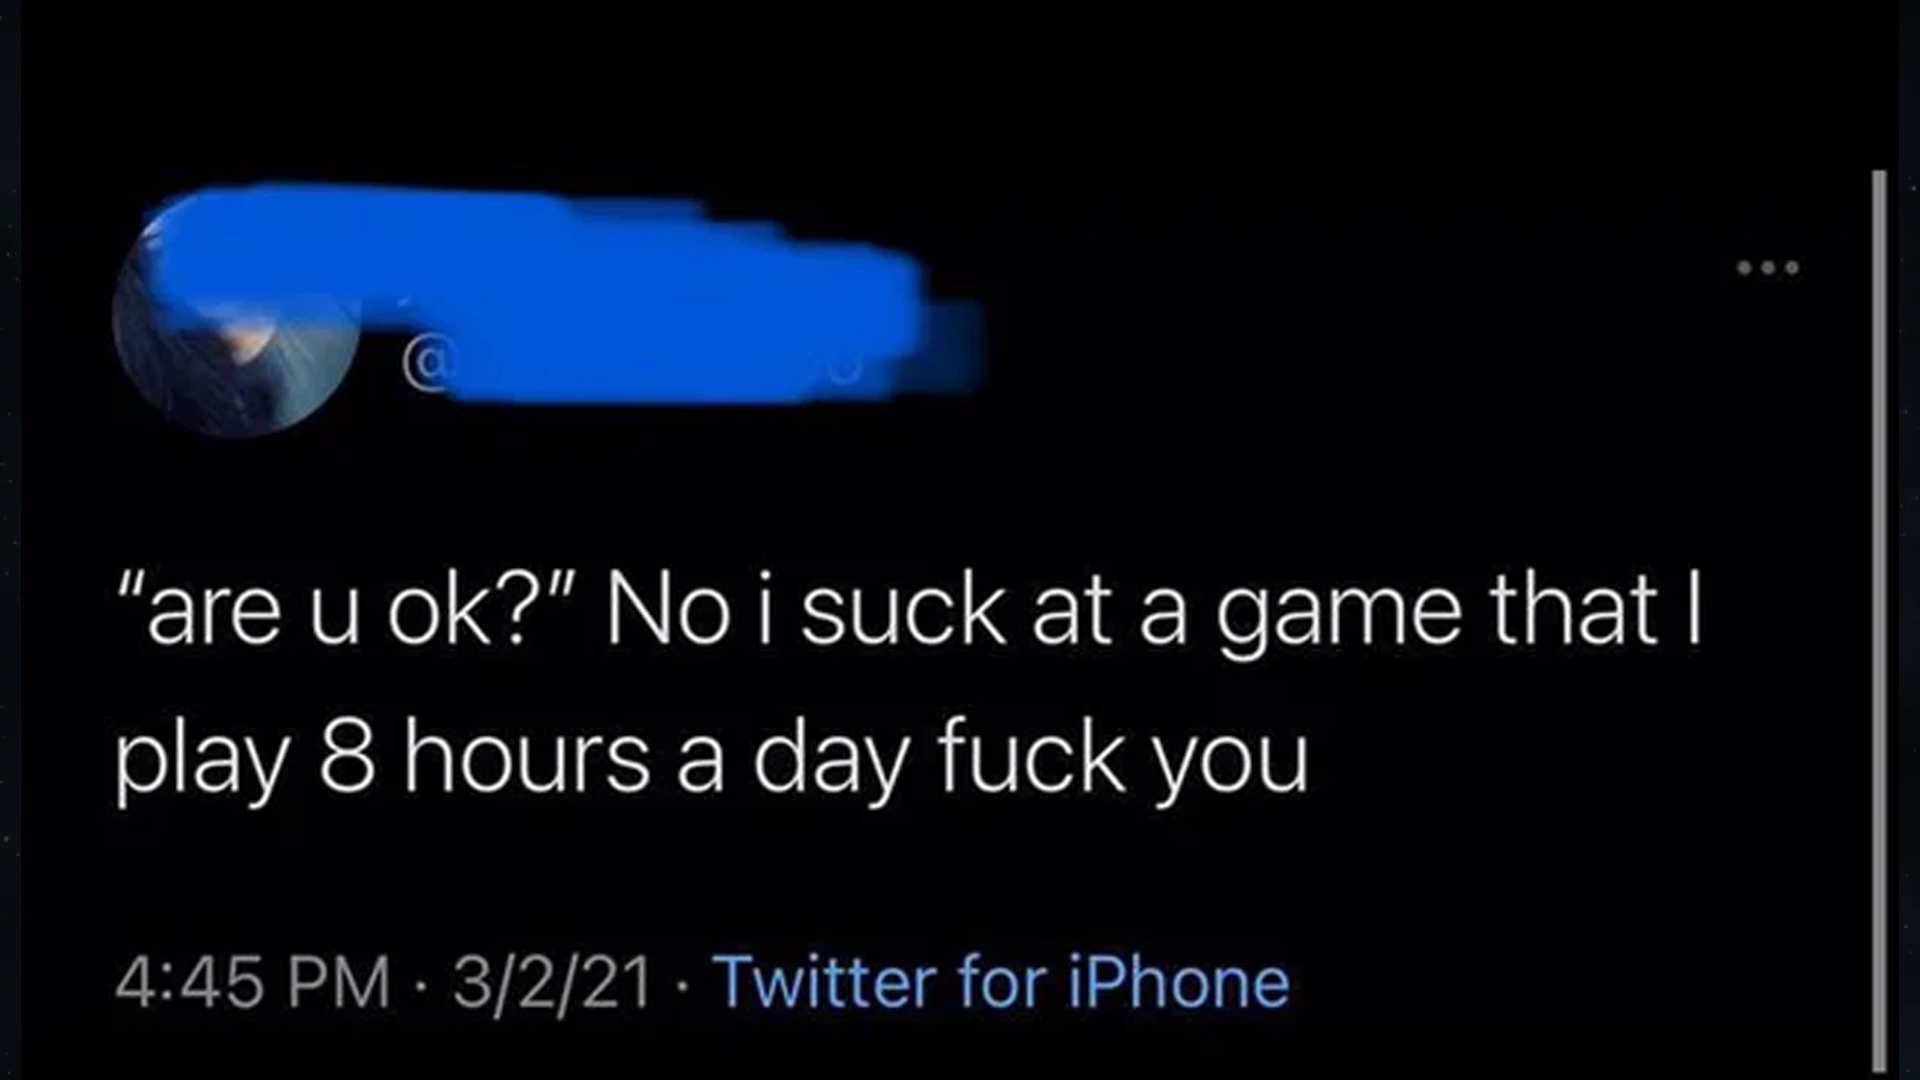 @
“are u ok?” No i suck at a game that I
play 8 hours a day fuck you
4:45 PM · 3/2/21 · Twitter for iPhone